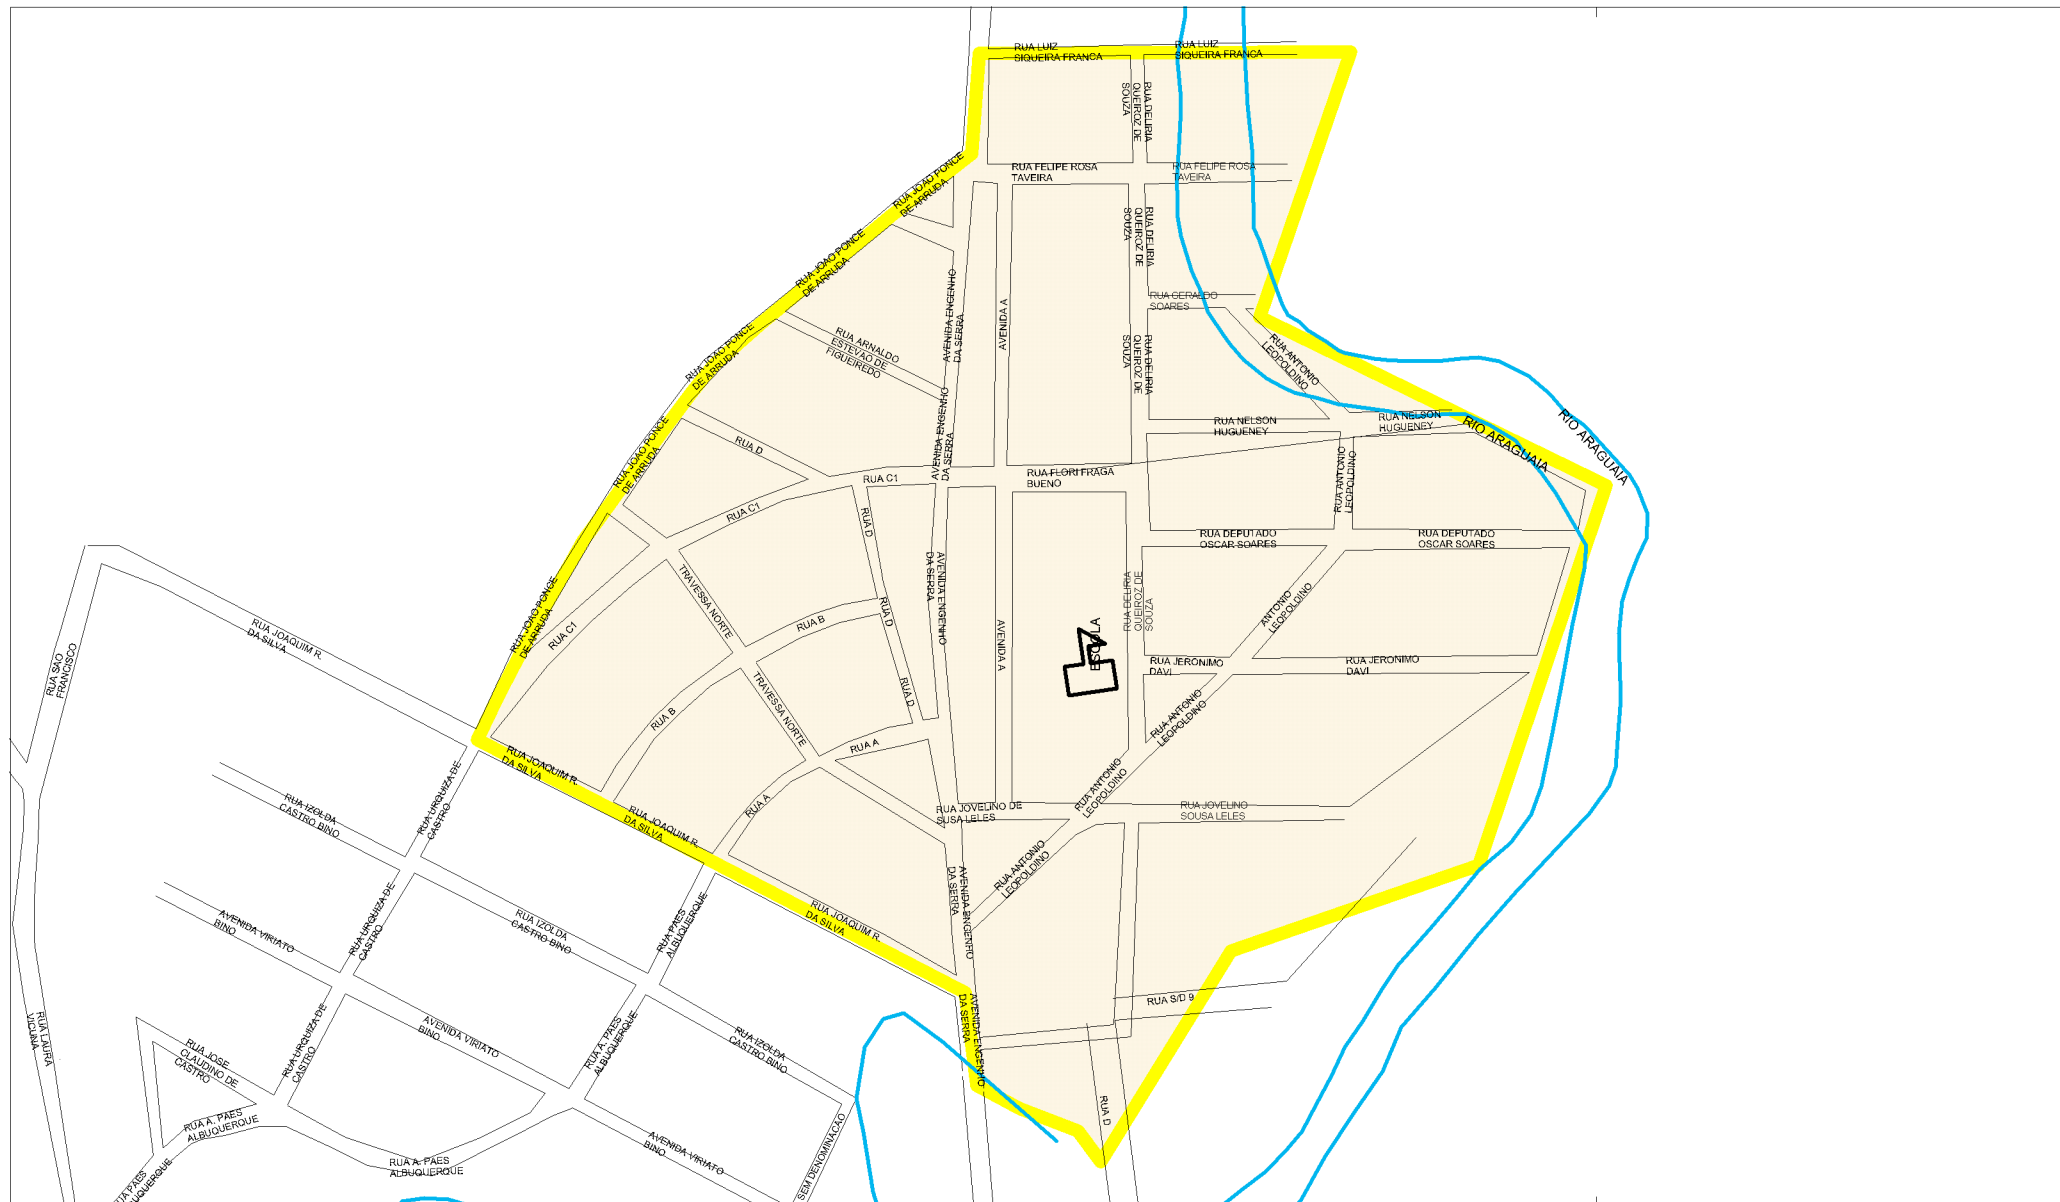 RUA LUIZ
SIQUEIRA FRANCA
RUA LUIZ
SIQUEIRA FRANCA
RUA DELIRIA
QUEIROZ DE
SOUZA
RUA JOAO PONCE
DE ARRUDA
RUA FELIPE ROSA
TAVEIRA
RUA FELIPE ROSA
TAVEIRA
RUA JOAO PONCE
DE ARRUDA
RUA DELIRIA
QUEIROZ DE
SOUZA
AVENIDA ENGENHO
DA SERRA
AVENIDA A
RUA GERALDO
SOARES
RUA JOAO PONCE
DE ARRUDA
RUA ARNALDO
ESTEVAO DE
FIGUEIREDO
RUA DELIRIA
QUEIROZ DE
SOUZA
RUA ANTONIO
LEOPOLDINO
RUA JOAO PONCE
DE ARRUDA
RUA D
AVENIDA ENGENHO
DA SERRA
RUA NELSON
HUGUENEY
RUA NELSON
HUGUENEY
RIO ARAGUAIA
RIO ARAGUAIA
RUA C1
RUA FLORI FRAGA
BUENO
RUA ANTONIO
LEOPOLDINO
RUA C1
RUA D
RUA DEPUTADO
OSCAR SOARES
RUA DEPUTADO
OSCAR SOARES
RUA JOAO PONCE
DE ARRUDA
RUA C1
TRAVESSA NORTE
RUA B
RUA D
AVENIDA ENGENHO
DA SERRA
AVENIDA A
ESCOLA
RUA DELIRIA
QUEIROZ DE
SOUZA
ANTONIO
LEOPOLDINO
RUA JOAQUIM R.
DA SILVA
RUA SAO
FRANCISCO
RUA JERONIMO
DAVI
RUA JERONIMO
DAVI
RUA B
TRAVESSA NORTE
RUA D
RUA A
RUA ANTONIO
LEOPOLDINO
RUA JOAQUIM R.
DA SILVA
RUA URQUIZA DE
CASTRO
RUA IZOLDA
CASTRO BINO
RUA JOAQUIM R.
DA SILVA
RUA A
RUA JOVELINO DE
SUSA LELES
RUA ANTONIO
LEOPOLDINO
RUA JOVELINO
SOUSA LELES
RUA ANTONIO
LEOPOLDINO
AVENIDA ENGENHO
DA SERRA
AVENIDA VIRIATO
BINO
RUA URQUIZA DE
CASTRO
RUA IZOLDA
CASTRO BINO
RUA PAES
ALBUQUERQUE
RUA JOAQUIM R.
DA SILVA
RUA S/D 9
RUA LAURA
VICUNA
RUA JOSE
CLAUDINO DE
CASTRO
RUA URQUIZA DE
CASTRO
AVENIDA VIRIATO
BINO
RUA A. PAES
ALBUQUERQUE
RUA IZOLDA
CASTRO BINO
AVENIDA ENGENHO
DA SERRA
RUA D
RUA A. PAES
ALBUQUERQUE
RUA A. PAES
ALBUQUERQUE
AVENIDA VIRIATO
BINO
SEM DENOMINACAO